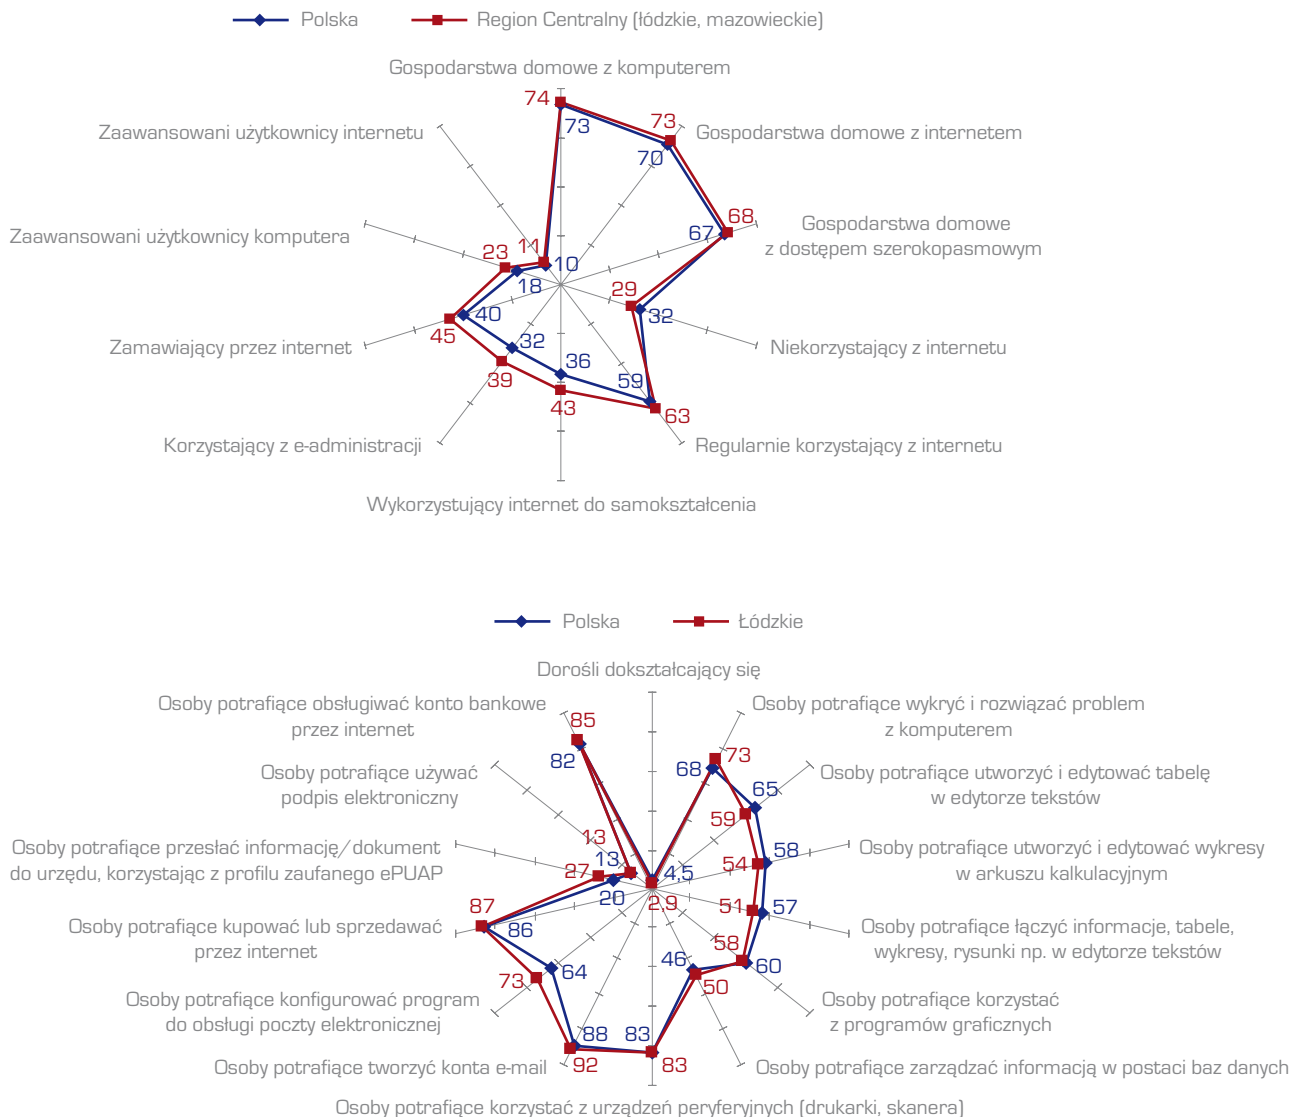 Polska
Region Centralny (łódzkie, mazowieckie)
Gospodarstwa domowe z komputerem
74
73
Zaawansowani użytkownicy internetu
73
Gospodarstwa domowe z internetem
70
Zaawansowani użytkownicy komputera
68
67
Gospodarstwa domowe
z dostępem szerokopasmowym
23
11
10
18
29
32
40
45
Zamawiający przez internet
32
39
36
43
59
63
Niekorzystający z internetu
Korzystający z e-administracji
Regularnie korzystający z internetu
Wykorzystujący internet do samokształcenia
Polska
Łódzkie
Dorośli dokształcający się
Osoby potrafiące obsługiwać konto bankowe
przez internet
85
82
Osoby potrafiące wykryć i rozwiązać problem
z komputerem
73
68
Osoby potrafiące używać
podpis elektroniczny
Osoby potrafiące utworzyć i edytować tabelę
w edytorze tekstów
65
59
Osoby potrafiące przesłać informację/dokument
do urzędu, korzystając z profilu zaufanego ePUAP
13
13
27
20
4,5
2,9
58
54
Osoby potrafiące utworzyć i edytować wykresy
w arkuszu kalkulacyjnym
Osoby potrafiące kupować lub sprzedawać
przez internet
87
86
51
57
Osoby potrafiące łączyć informacje, tabele,
wykresy, rysunki np. w edytorze tekstów
Osoby potrafiące konfigurować program
do obsługi poczty elektronicznej
73
64
58
60
Osoby potrafiące korzystać
z programów graficznych
46
50
Osoby potrafiące tworzyć konta e-mail
88
92
83
83
Osoby potrafiące zarządzać informacją w postaci baz danych
Osoby potrafiące korzystać z urządzeń peryferyjnych (drukarki, skanera)